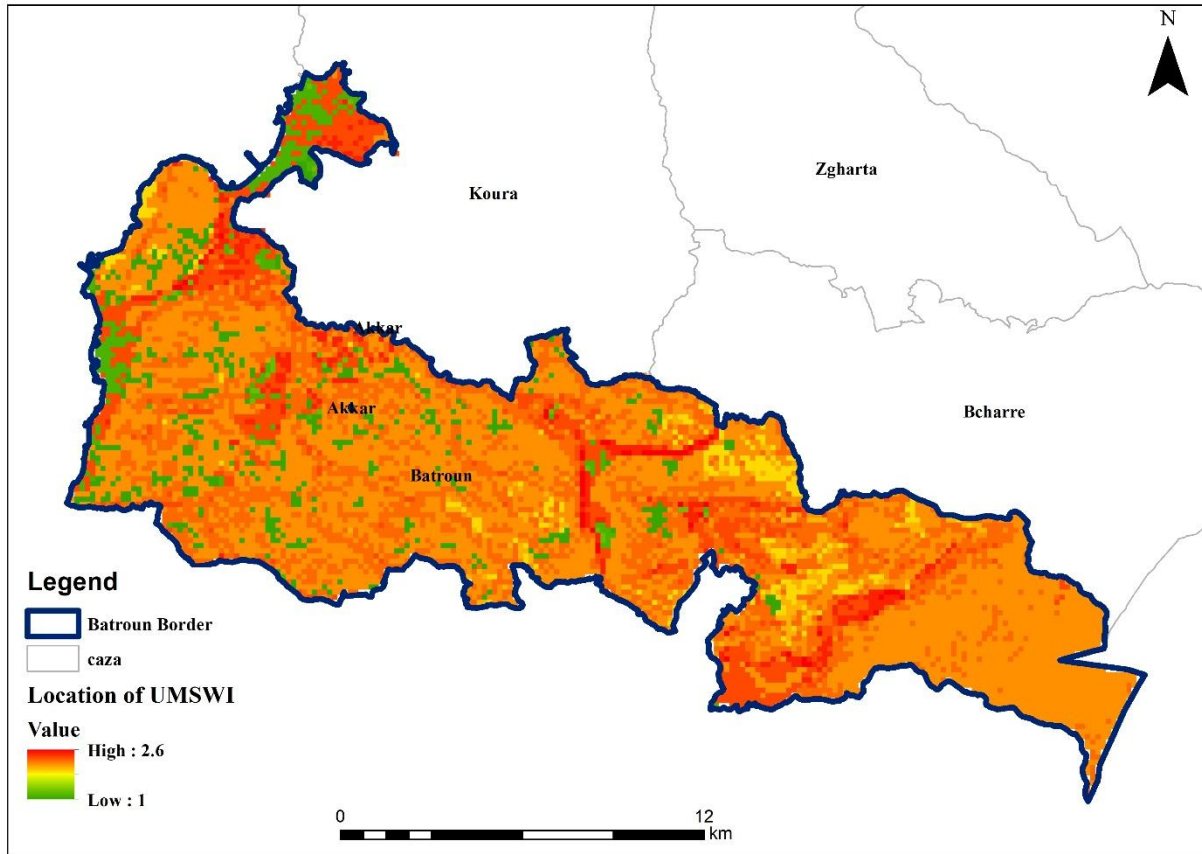 N
Zgharta
Koura
Akkar
Akkar
Bcharre
Batroun
Legend
Batroun Border
caza
Location of UMSWI
Value
High : 2.6
Low : 1
0 12
km